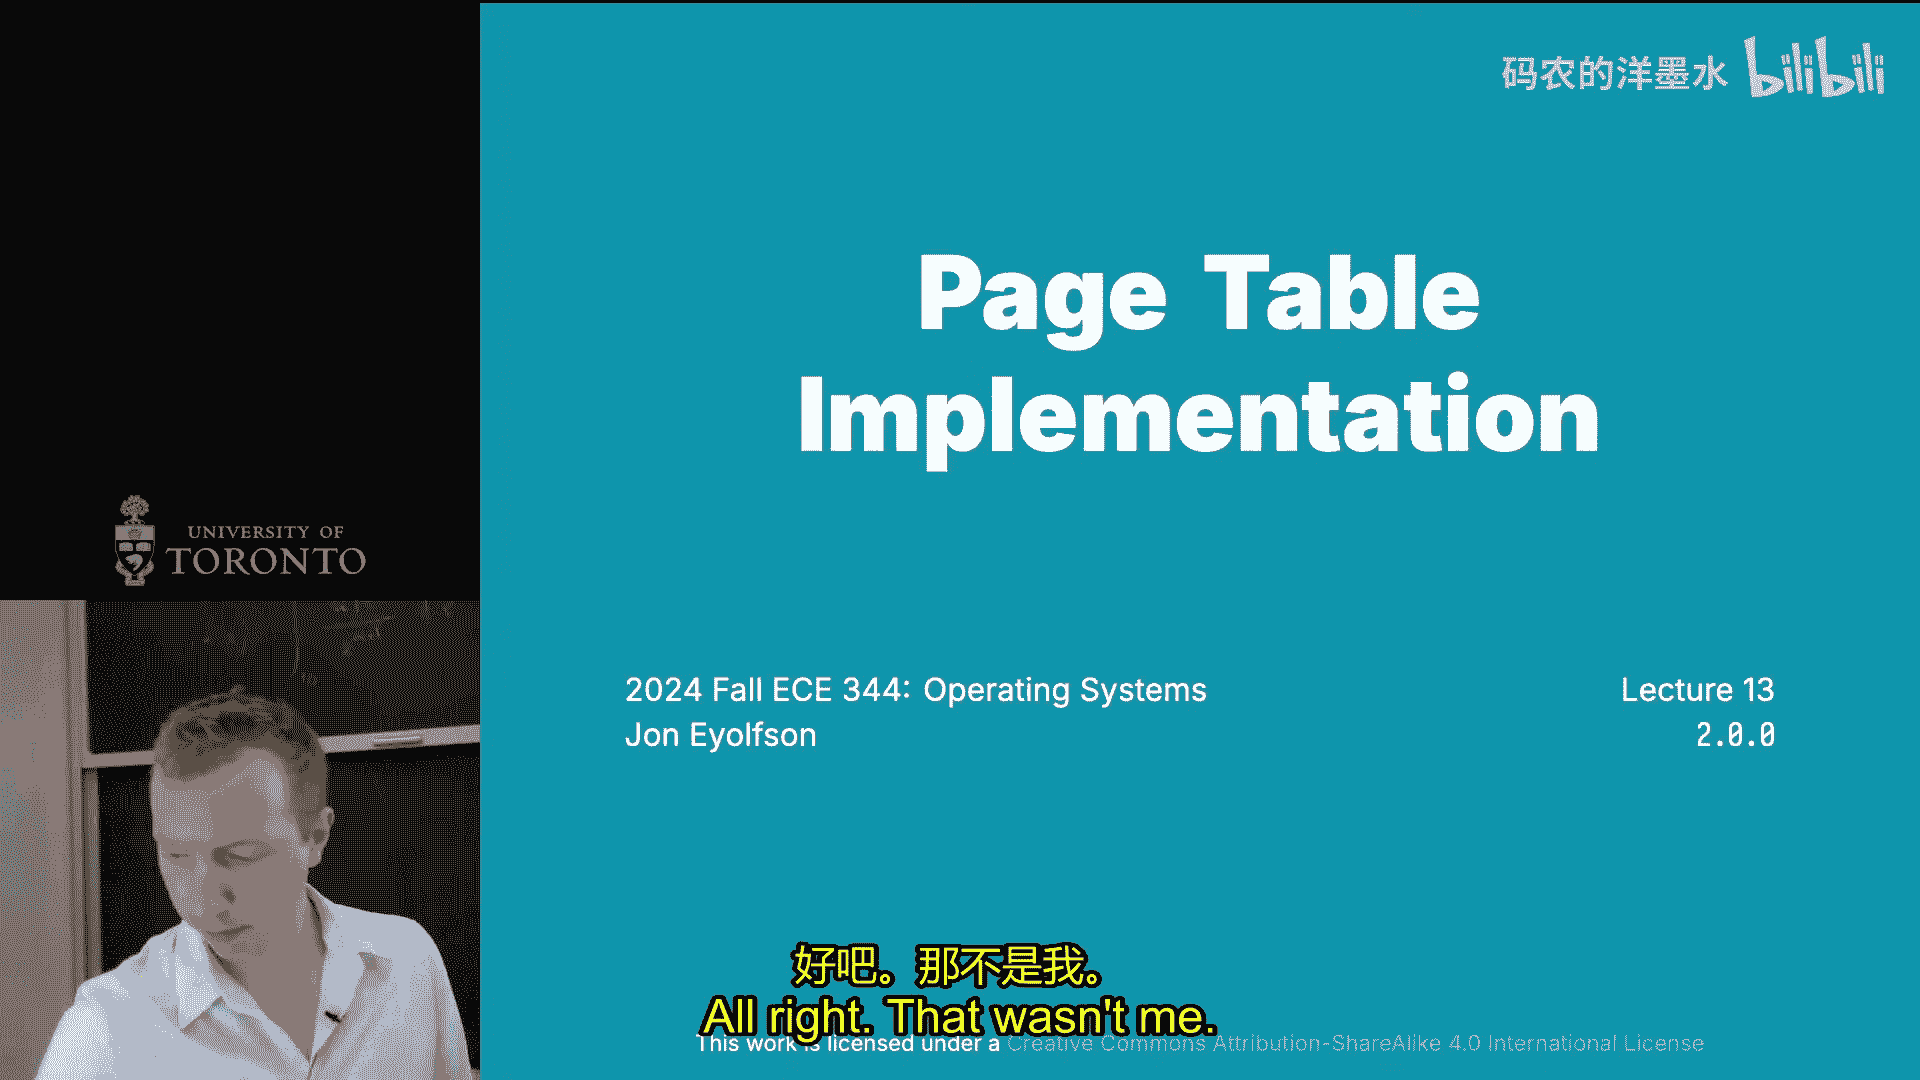 码农的洋墨水 bilibili
Page Table
Implementation
UNIVERSITY OF
TORONTO
2024 Fall ECE 344: Operating Systems
Lecture 13
Jon Eyolfson
2.0.0
好吧。那不是我。
All right. That wasn't me.
This work is licensed under a Creative Commons Attribution-ShareAlike 4.0 International License